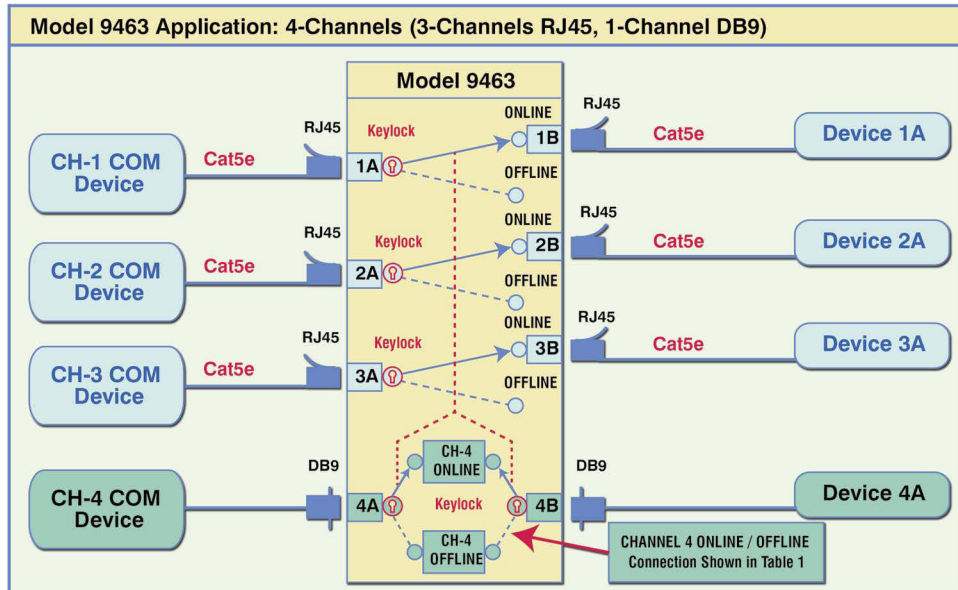 Model 9463 Application: 4-Channels (3-Channels RJ45, 1-Channel DB9)
Model 9463
CH-1 COM
Device
Cat5e
RJ45
1A
Keylock
ONLINE
1B
OFFLINE
RJ45
Cat5e
Device 1A
CH-2 COM
Device
Cat5e
RJ45
2A
Keylock
ONLINE
2B
OFFLINE
RJ45
Cat5e
Device 2A
CH-3 COM
Device
Cat5e
RJ45
3A
Keylock
ONLINE
3B
OFFLINE
RJ45
Cat5e
Device 3A
CH-4 COM
Device
DB9
4A
CH-4
ONLINE
Keylock
CH-4
OFFLINE
4B
DB9
Device 4A
CHANNEL 4 ONLINE / OFFLINE
Connection Shown in Table 1